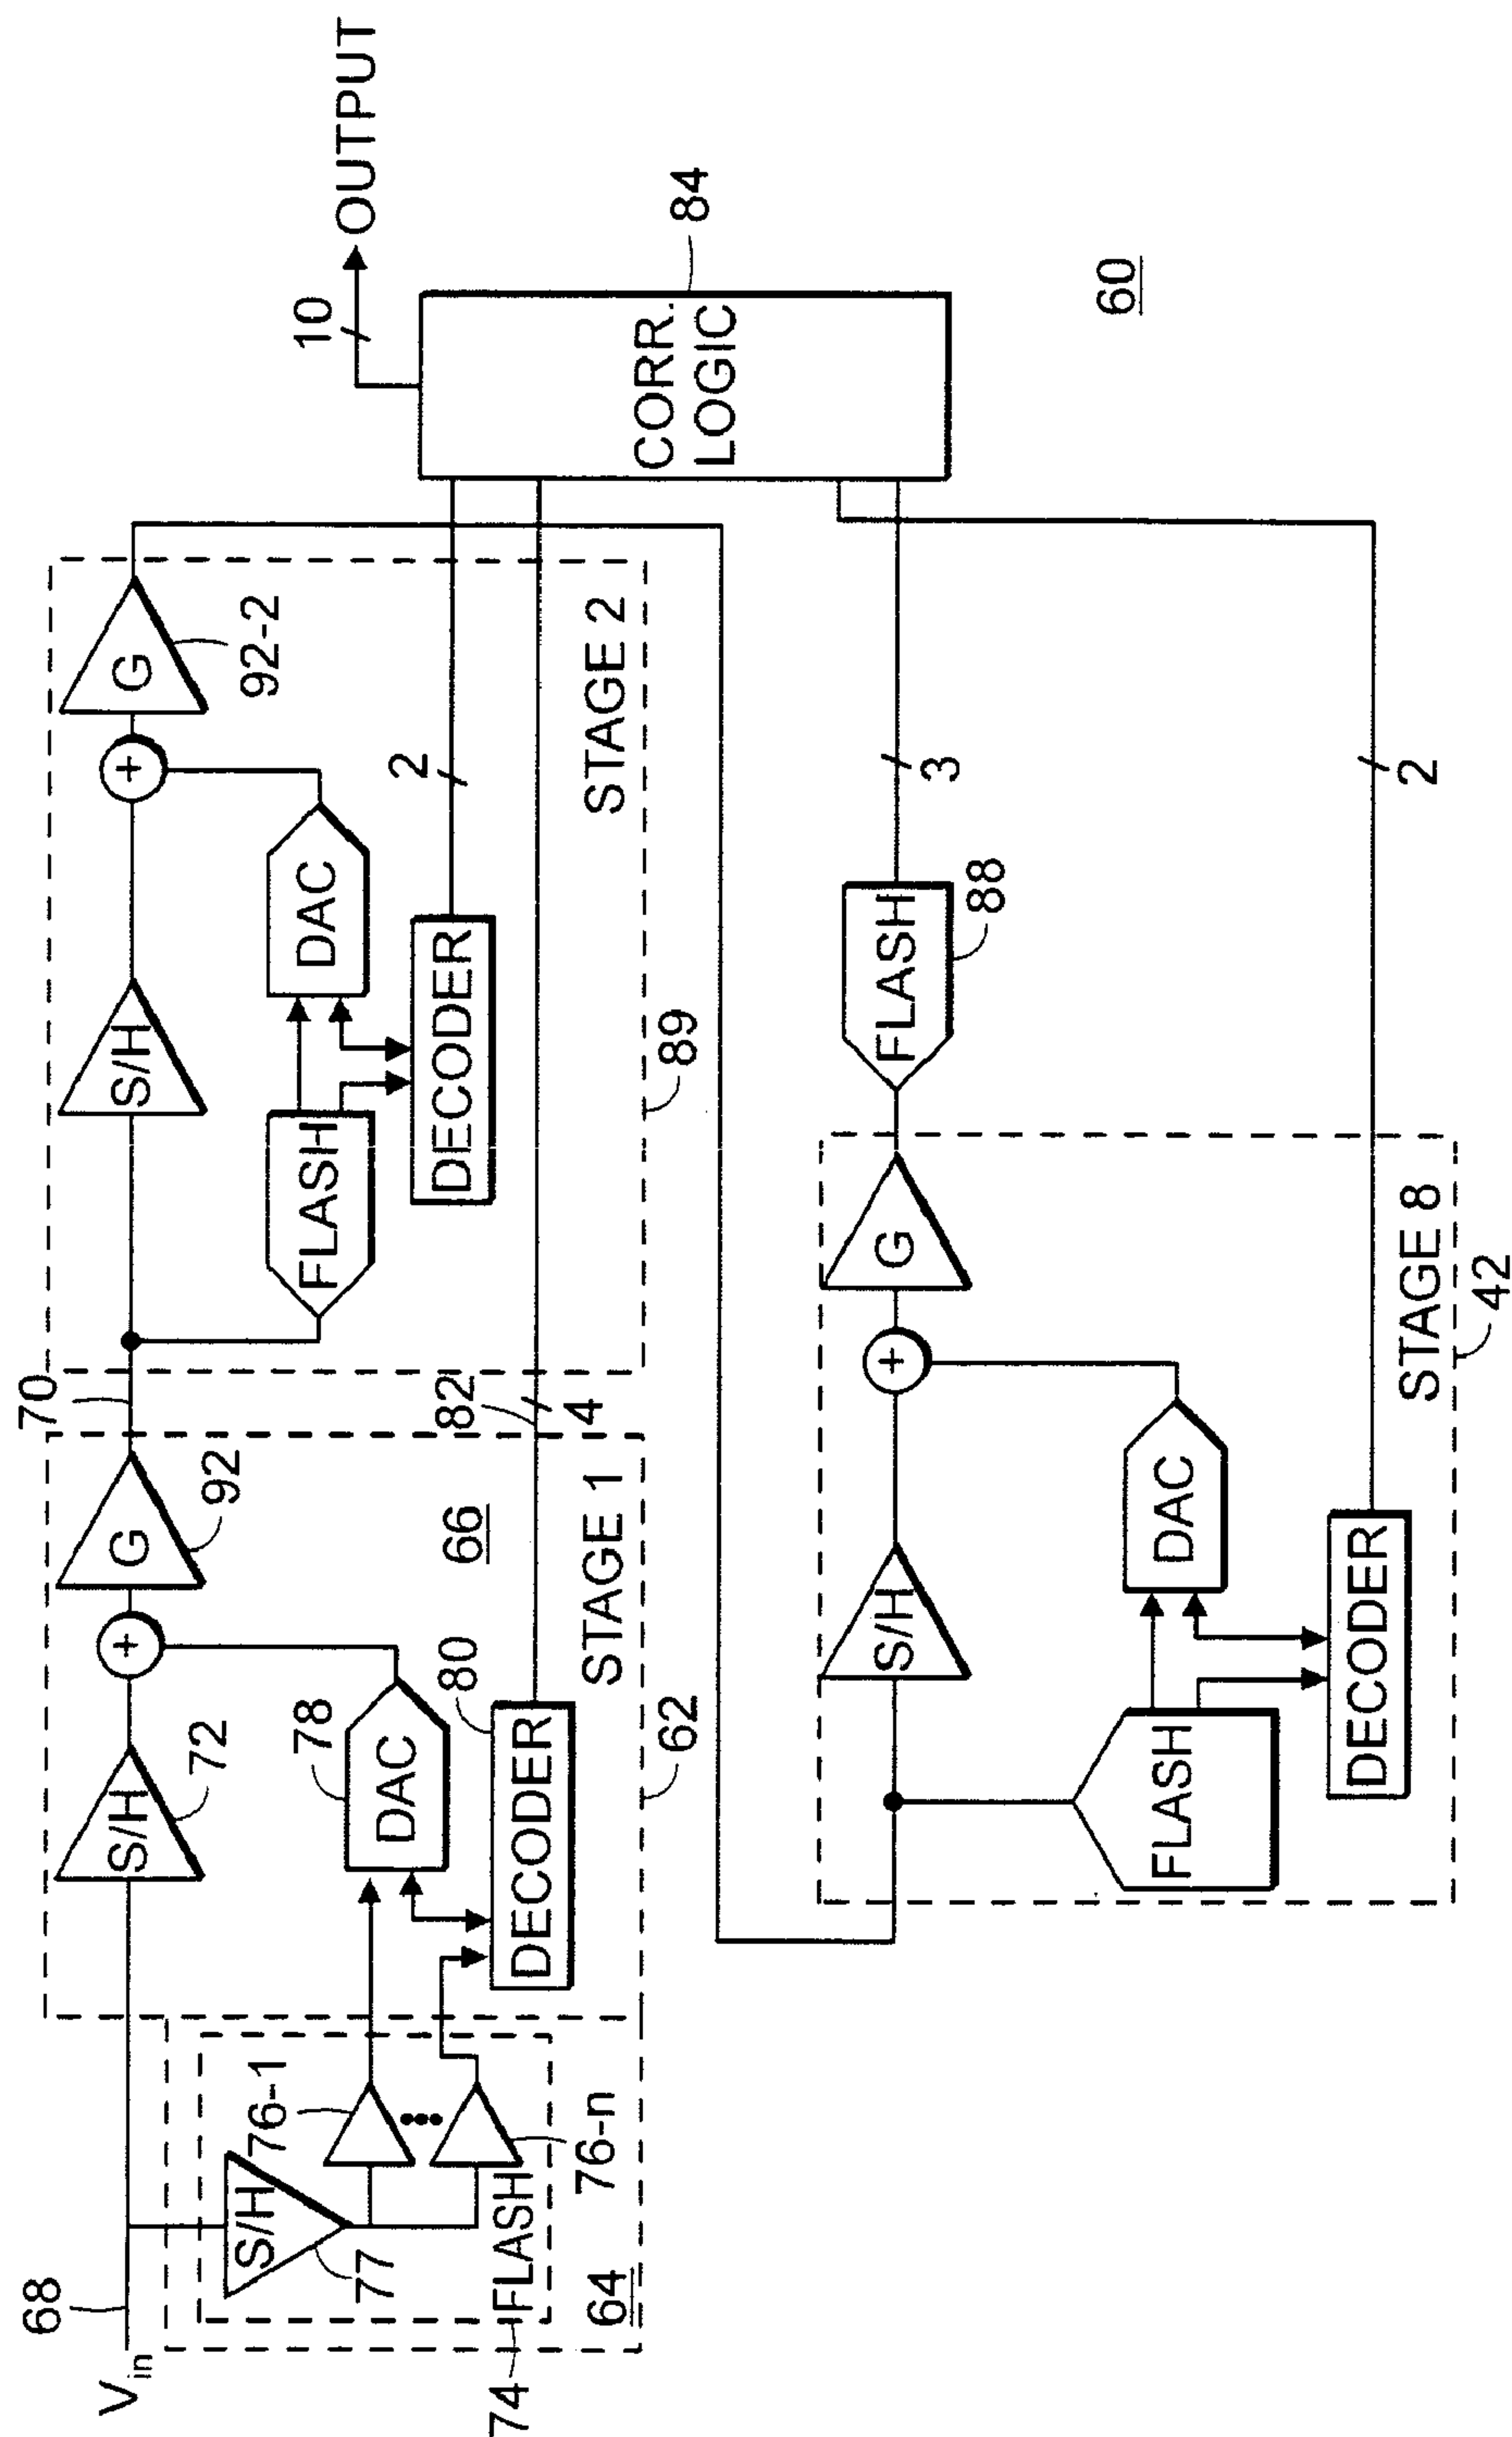 V_in
68
S/H
72
G
92
70
S/H
G
92-2
S/H
77
76-1
76-n
FLASH
74
64
78
DAC
80
DECODER
66
STAGE 1
62
82
4
FLASH
DAC
DECODER
2
STAGE 2
89
10
OUTPUT
CORR.
LOGIC
84
60
S/H
G
FLASH
88
3
FLASH
DAC
DECODER
2
STAGE 8
42
+
+
+